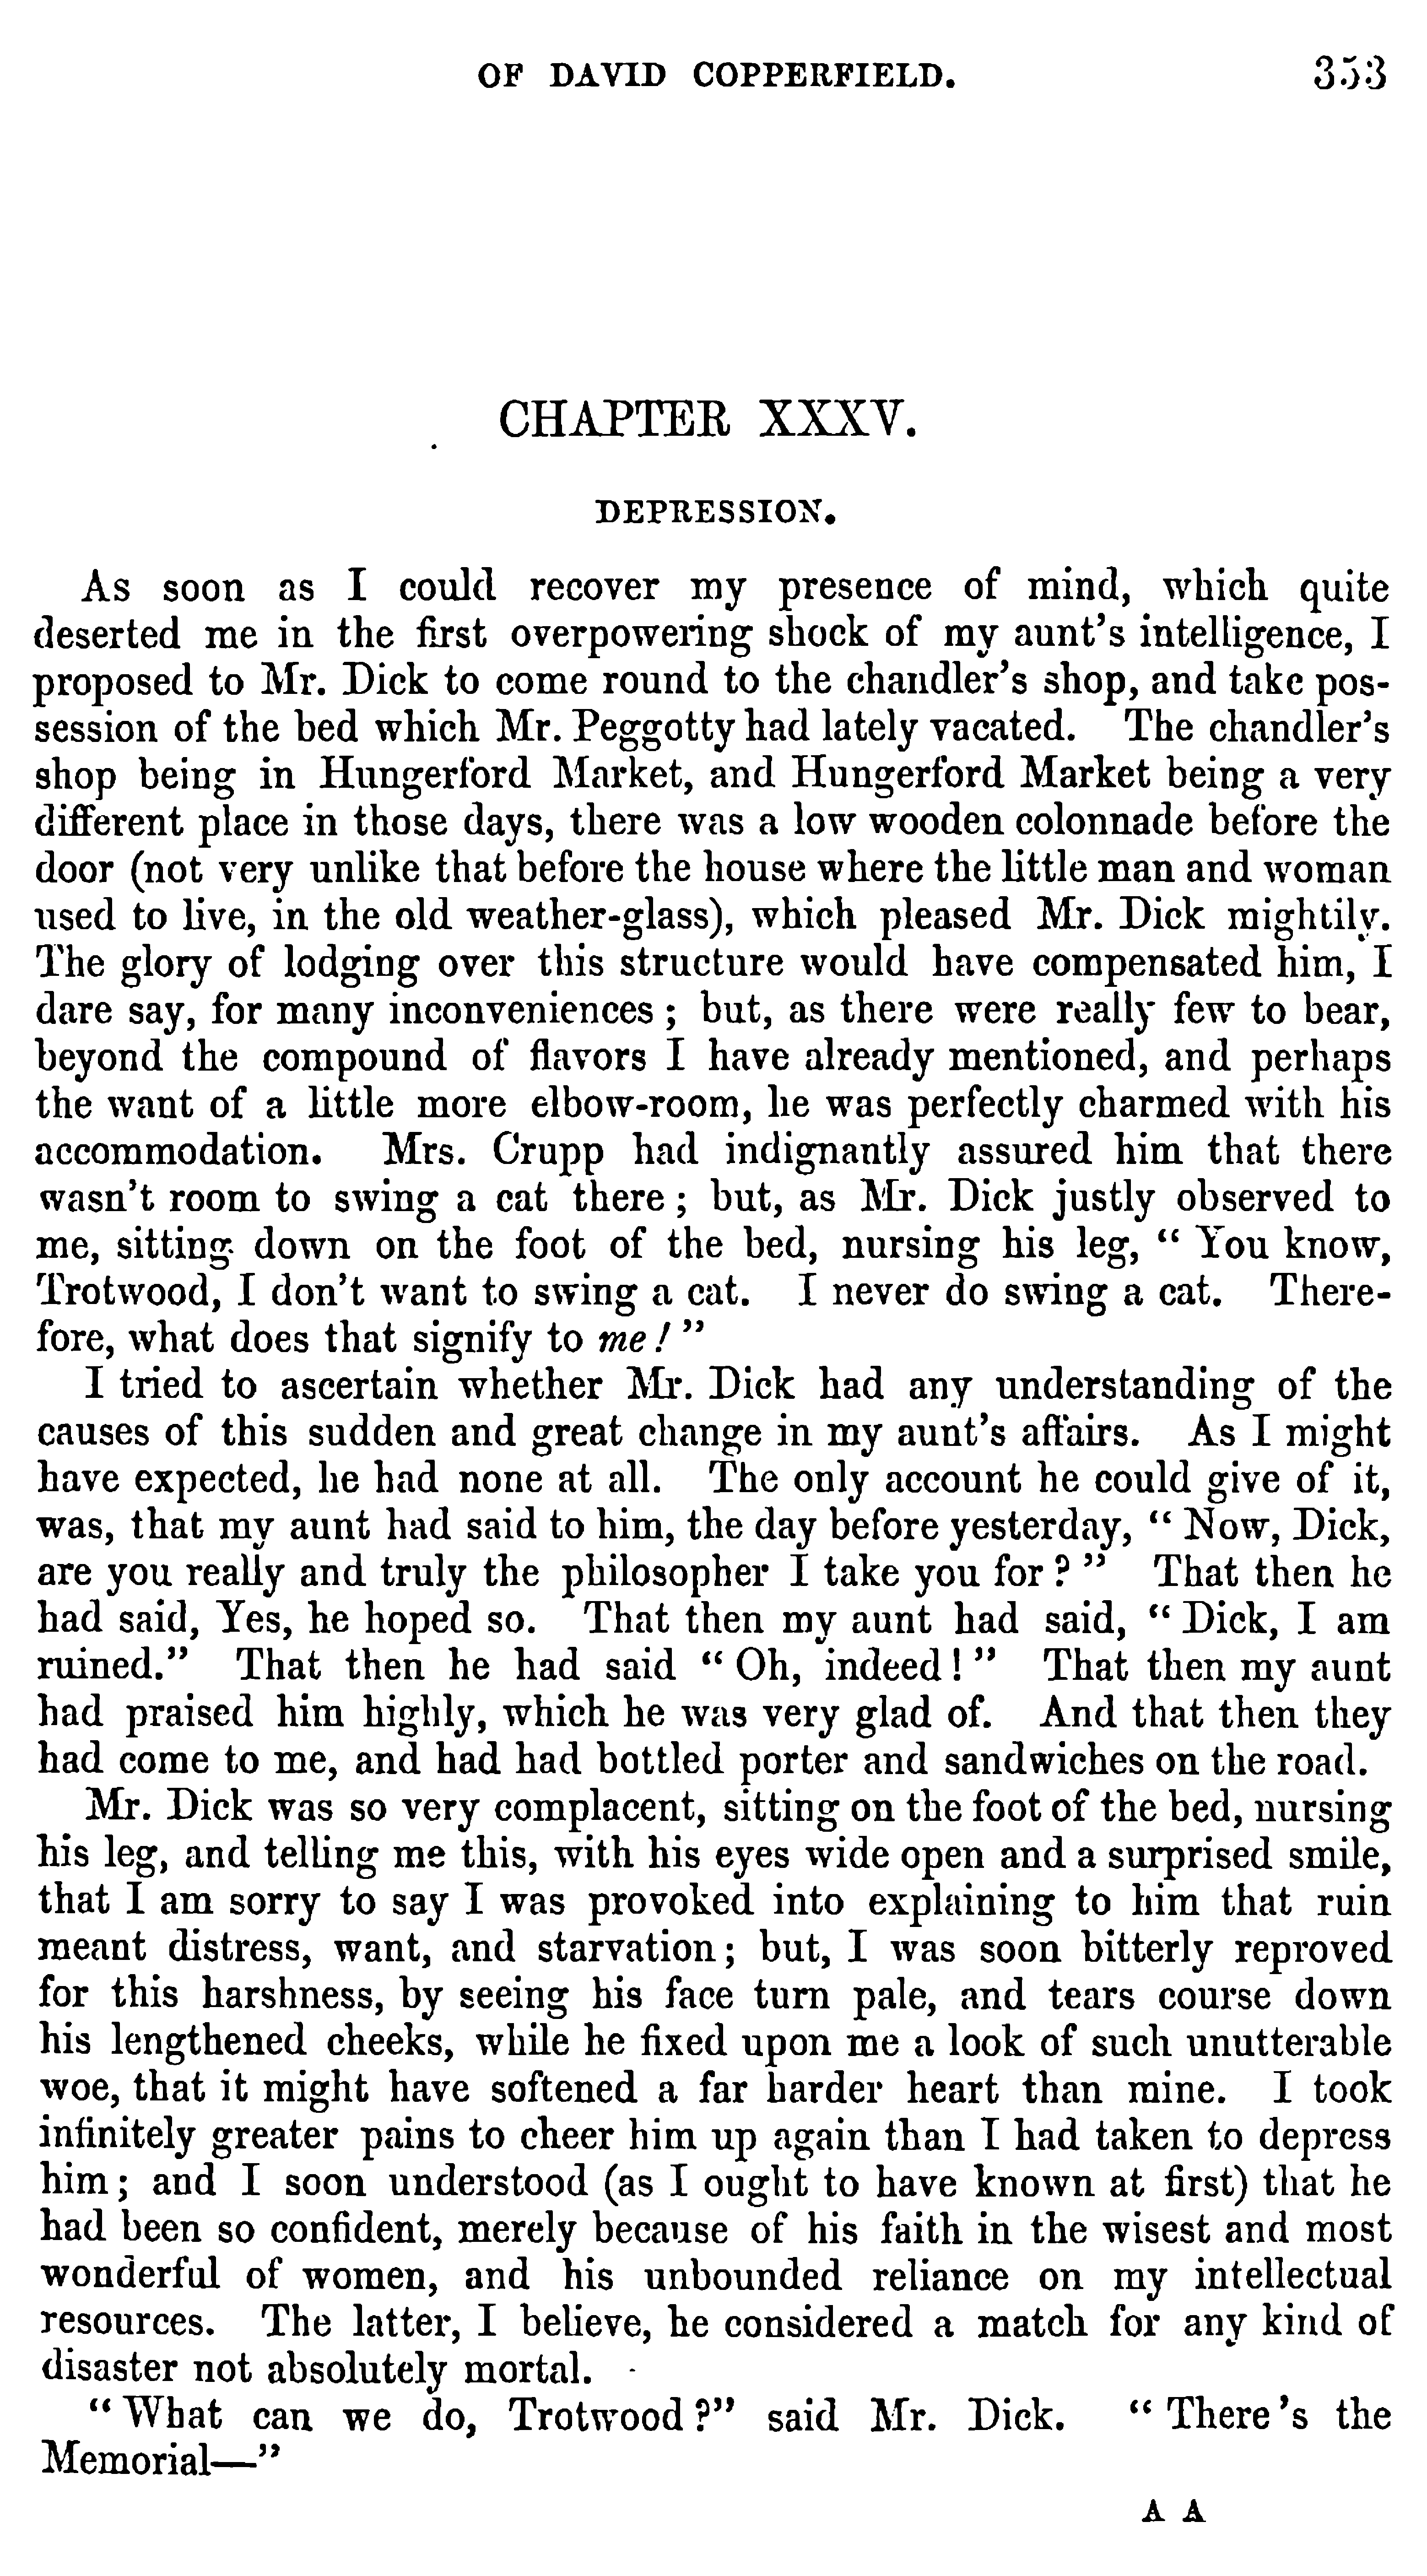 OF DAVID COPPERFIELD. 353
CHAPTER XXXV.
DEPRESSION.
As soon as I could recover my presence of mind, which quite
deserted me in the first overpowering shock of my aunt's intelligence, I
proposed to Mr. Dick to come round to the chandler's shop, and take pos-
session of the bed which Mr. Peggotty had lately vacated. The chandler's
shop being in Hungerford Market, and Hungerford Market being a very
different place in those days, there was a low wooden colonnade before the
door (not very unlike that before the house where the little man and woman
used to live, in the old weather-glass), which pleased Mr. Dick mightily.
The glory of lodging over this structure would have compensated him, I
dare say, for many inconveniences ; but, as there were really few to bear,
beyond the compound of flavors I have already mentioned, and perhaps
the want of a little more elbow-room, he was perfectly charmed with his
accommodation. Mrs. Crupp had indignantly assured him that there
wasn't room to swing a cat there ; but, as Mr. Dick justly observed to
me, sitting down on the foot of the bed, nursing his leg, " You know,
Trotwood, I don't want to swing a cat. I never do swing a cat. There-
fore, what does that signify to me ! "
I tried to ascertain whether Mr. Dick had any understanding of the
causes of this sudden and great change in my aunt's affairs. As I might
have expected, he had none at all. The only account he could give of it,
was, that my aunt had said to him, the day before yesterday, " Now, Dick,
are you really and truly the philosopher I take you for ? " That then he
had said, Yes, he hoped so. That then my aunt had said, " Dick, I am
ruined." That then he had said " Oh, indeed ! " That then my aunt
had praised him highly, which he was very glad of. And that then they
had come to me, and had had bottled porter and sandwiches on the road.
Mr. Dick was so very complacent, sitting on the foot of the bed, nursing
his leg, and telling me this, with his eyes wide open and a surprised smile,
that I am sorry to say I was provoked into explaining to him that ruin
meant distress, want, and starvation ; but, I was soon bitterly reproved
for this harshness, by seeing his face turn pale, and tears course down
his lengthened cheeks, while he fixed upon me a look of such unutterable
woe, that it might have softened a far harder heart than mine. I took
infinitely greater pains to cheer him up again than I had taken to depress
him ; and I soon understood (as I ought to have known at first) that he
had been so confident, merely because of his faith in the wisest and most
wonderful of women, and his unbounded reliance on my intellectual
resources. The latter, I believe, he considered a match for any kind of
disaster not absolutely mortal.
" What can we do, Trotwood ?" said Mr. Dick. " There 's the
Memorial—"
A A